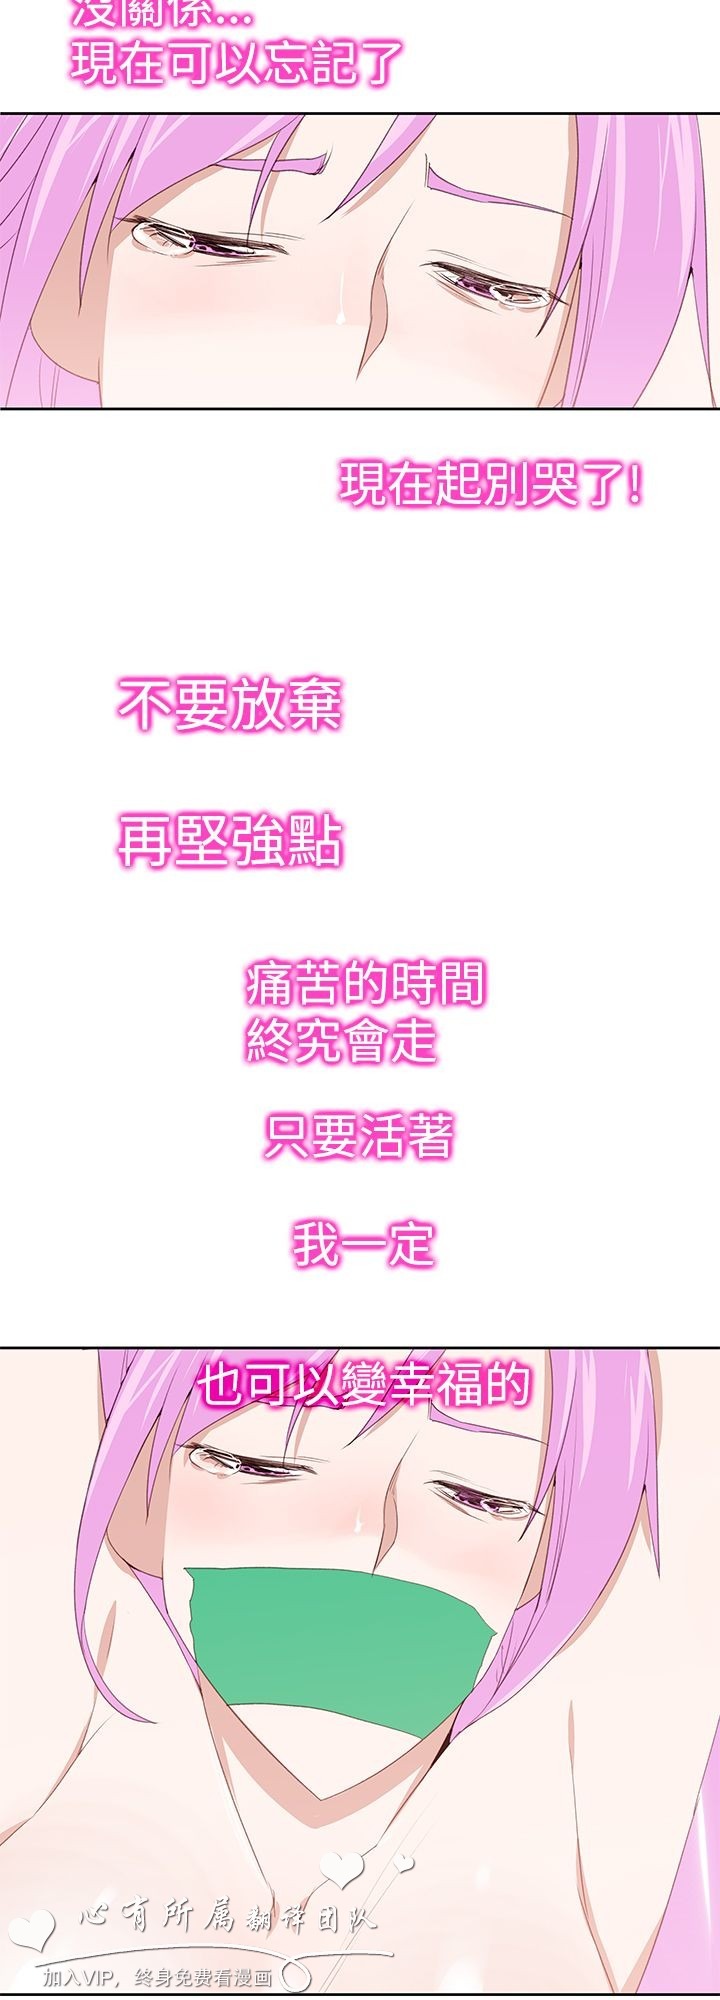 沒關係...
現在可以忘記了
現在起別哭了!
不要放棄
再堅強點
痛苦的時間
終究會走
只要活著
我一定
也可以變幸福的
心有所属翻译团队
加入VIP，终身免费看漫画